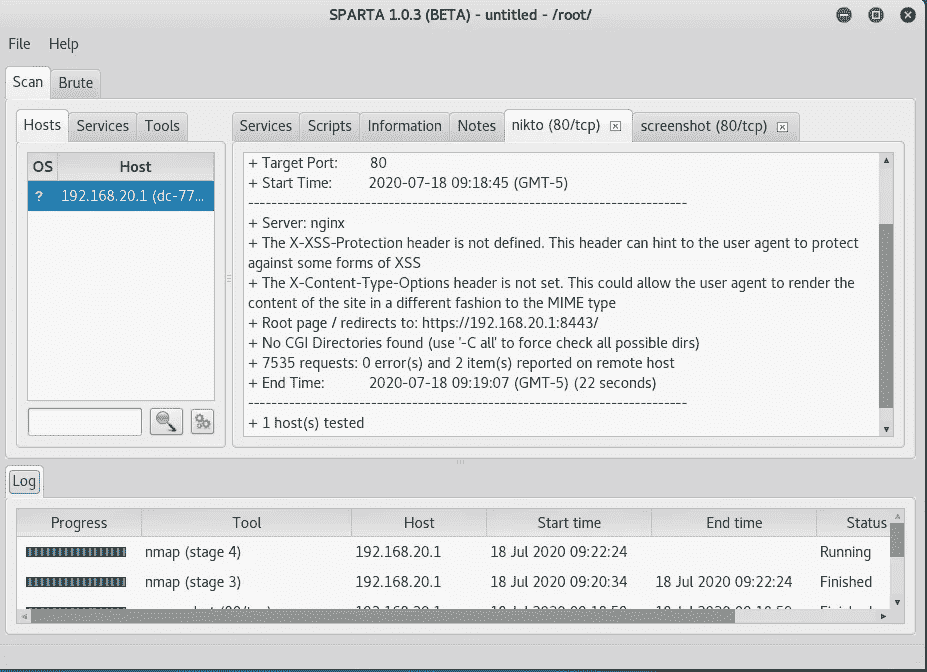 SPARTA 1.0.3 (BETA) - untitled - /root/
File Help
Scan Brute
Hosts Services Tools
Services Scripts Information Notes nikto (80/tcp) screenshot (80/tcp)
OS Host
? 192.168.20.1 (dc-77...
+ Target Port: 80
+ Start Time: 2020-07-18 09:18:45 (GMT-5)
---------------------------------------------------------------------------
+ Server: nginx
+ The X-XSS-Protection header is not defined. This header can hint to the user agent to protect
against some forms of XSS
+ The X-Content-Type-Options header is not set. This could allow the user agent to render the
content of the site in a different fashion to the MIME type
+ Root page / redirects to: https://192.168.20.1:8443/
+ No CGI Directories found (use '-C all' to force check all possible dirs)
+ 7535 requests: 0 error(s) and 2 item(s) reported on remote host
+ End Time: 2020-07-18 09:19:07 (GMT-5) (22 seconds)
---------------------------------------------------------------------------
+ 1 host(s) tested
Log
Progress Tool Host Start time End time Status
nmap (stage 4) 192.168.20.1 18 Jul 2020 09:22:24 Running
nmap (stage 3) 192.168.20.1 18 Jul 2020 09:20:34 18 Jul 2020 09:22:24 Finished